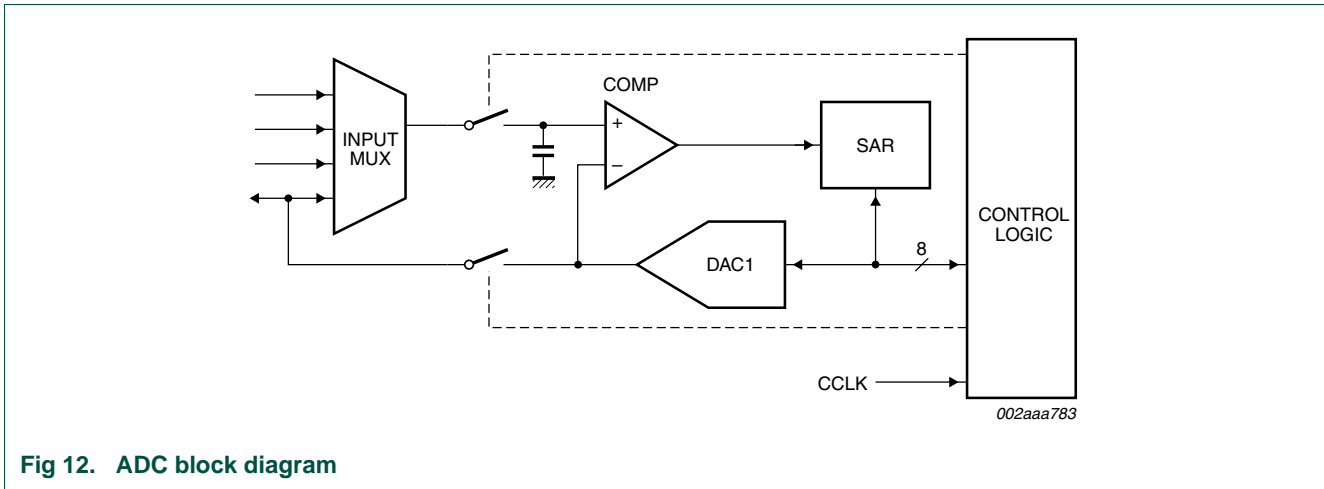 COMP
+
−
INPUT
MUX
SAR
CONTROL
LOGIC
8
DAC1
CCLK
002aaa783
Fig 12. ADC block diagram